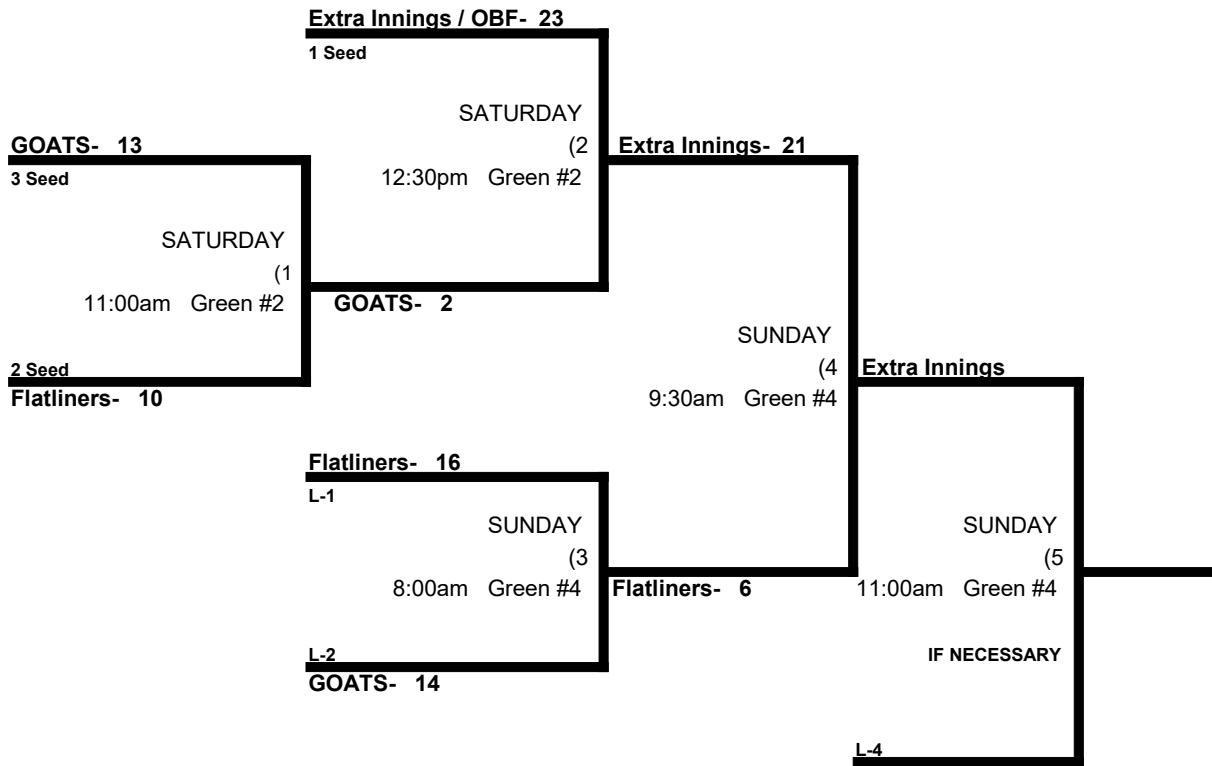 Extra Innings / OBF-  23
1 Seed
SATURDAY
(2
12:30pm   Green #2
GOATS-   13
3 Seed
SATURDAY
(1
11:00am   Green #2
2 Seed
Flatliners-   10
GOATS-   2
Extra Innings-  21
SUNDAY
(4
9:30am   Green #4
Flatliners-   16
L-1
SUNDAY
(3
8:00am   Green #4
L-2
GOATS-   14
Flatliners-   6
Extra Innings
SUNDAY
(5
11:00am   Green #4
IF NECESSARY
L-4